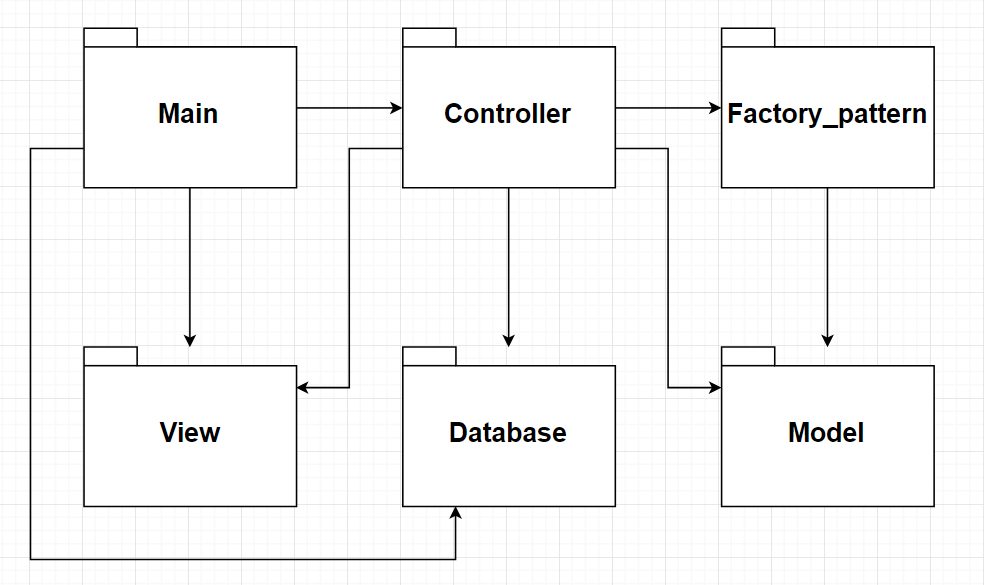 Main
Controller
Factory_pattern
View
Database
Model